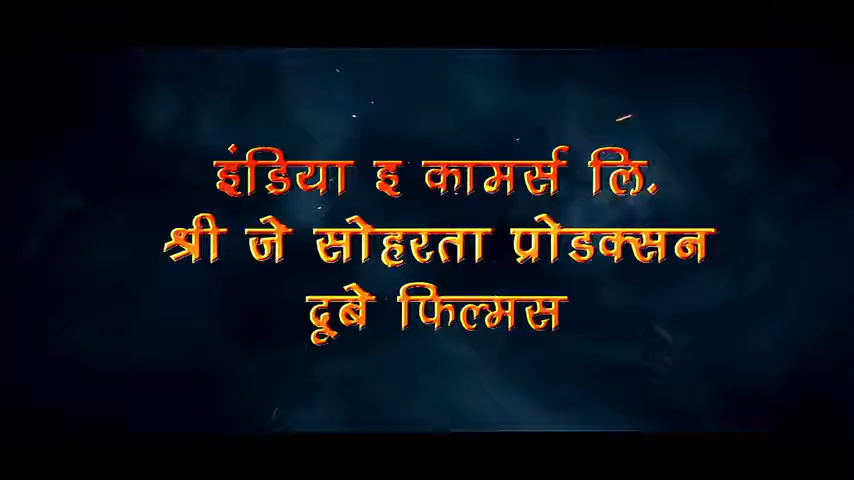 इंडिया इ कामर्स लि.
श्री जे सोहरता प्रोडक्सन
दूबे फिल्मस